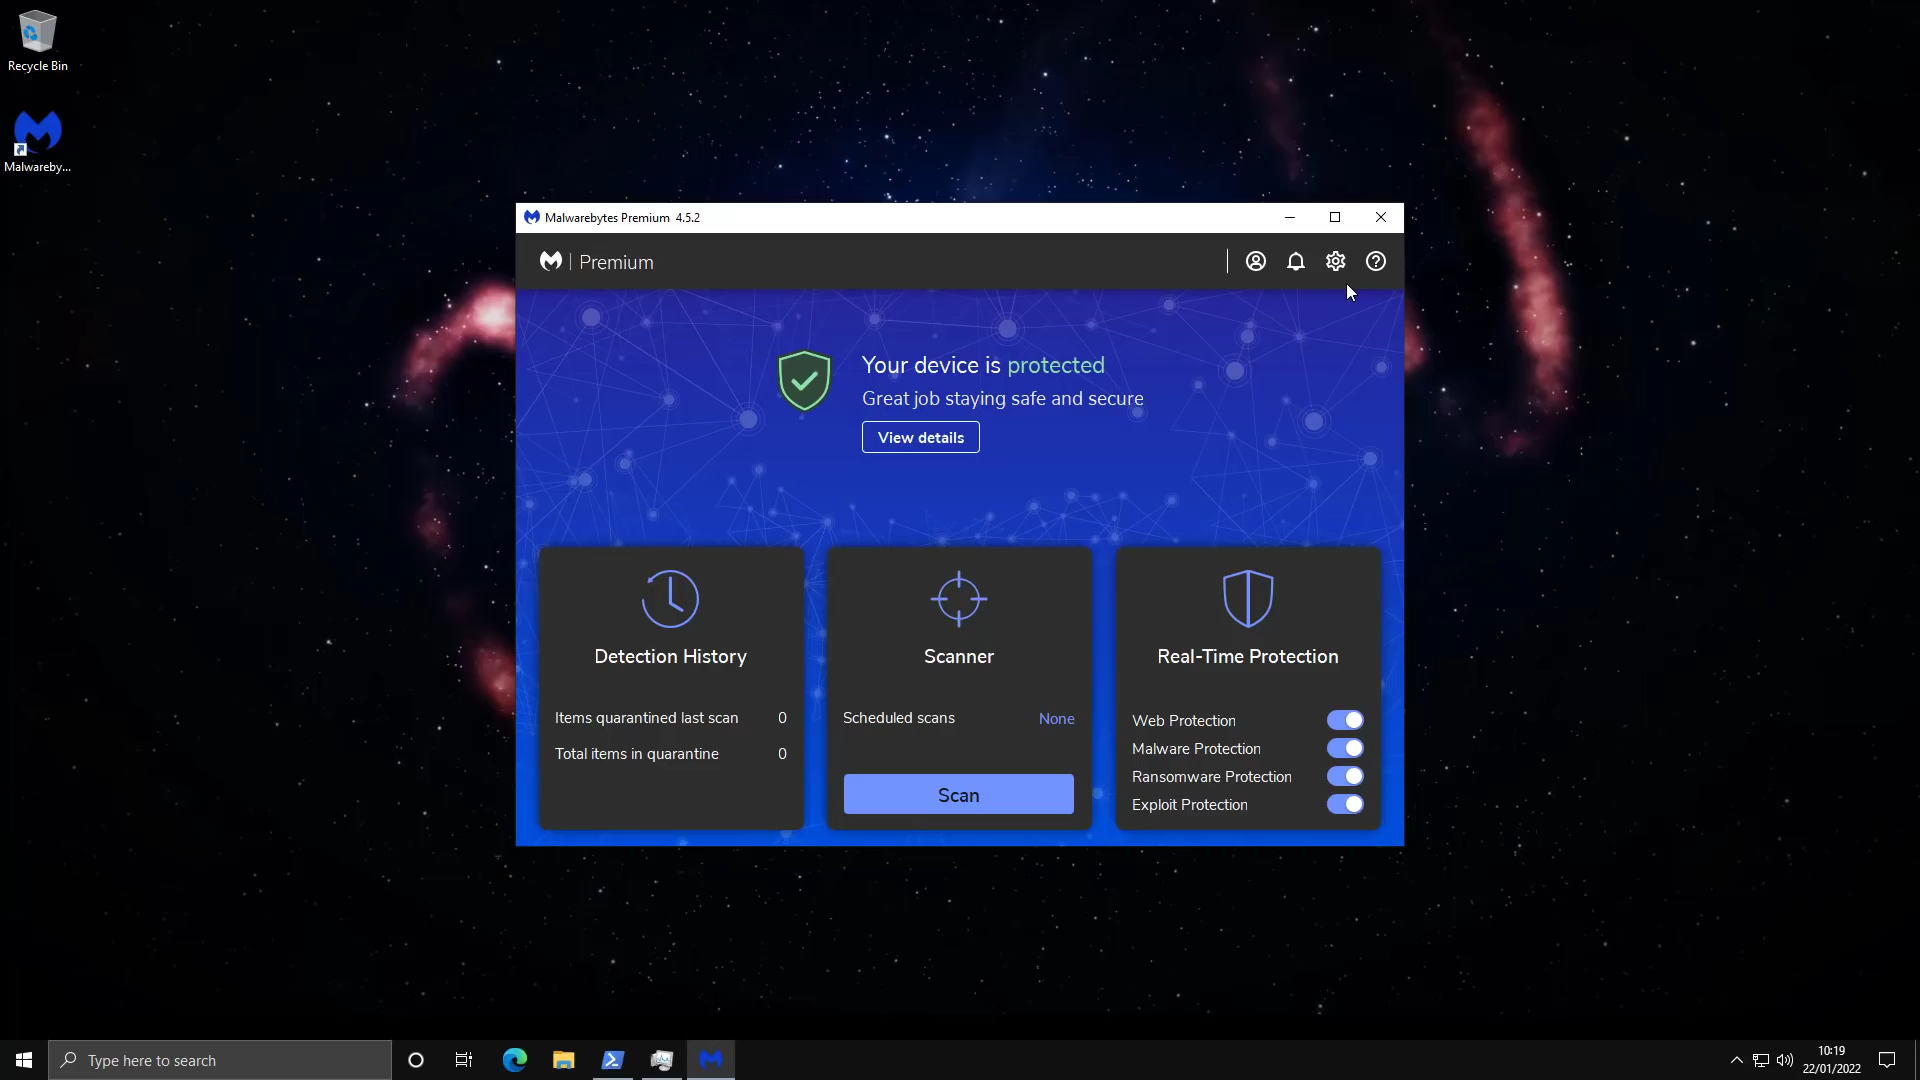 Recycle Bin
Malwareby...
Malwarebytes Premium 4.5.2
Premium
Your device is protected
Great job staying safe and secure
View details
Detection History
Items quarantined last scan 0
Total items in quarantine 0
Scanner
Scheduled scans None
Scan
Real-Time Protection
Web Protection
Malware Protection
Ransomware Protection
Exploit Protection
Type here to search
10:19
22/01/2022